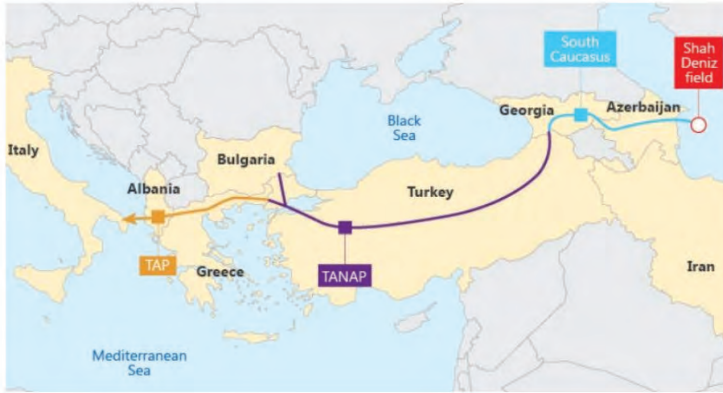 South
Caucasus
Shah
Deniz
field
Georgia
Azerbaijan
Black
Sea
Italy
Bulgaria
Albania
Turkey
TAP
Greece
TANAP
Iran
Mediterranean
Sea